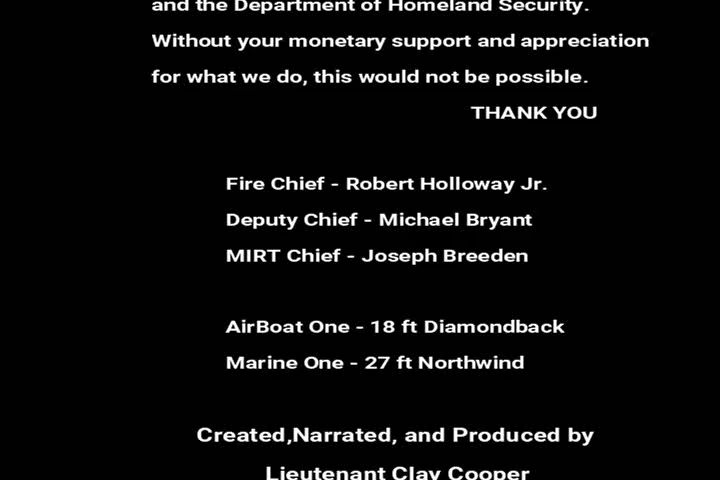 and the Department of Homeland Security.
Without your monetary support and appreciation
for what we do, this would not be possible.
THANK YOU
Fire Chief - Robert Holloway Jr.
Deputy Chief - Michael Bryant
MIRT Chief - Joseph Breeden
AirBoat One - 18 ft Diamondback
Marine One - 27 ft Northwind
Created,Narrated, and Produced by
Lieutenant Clay Cooper